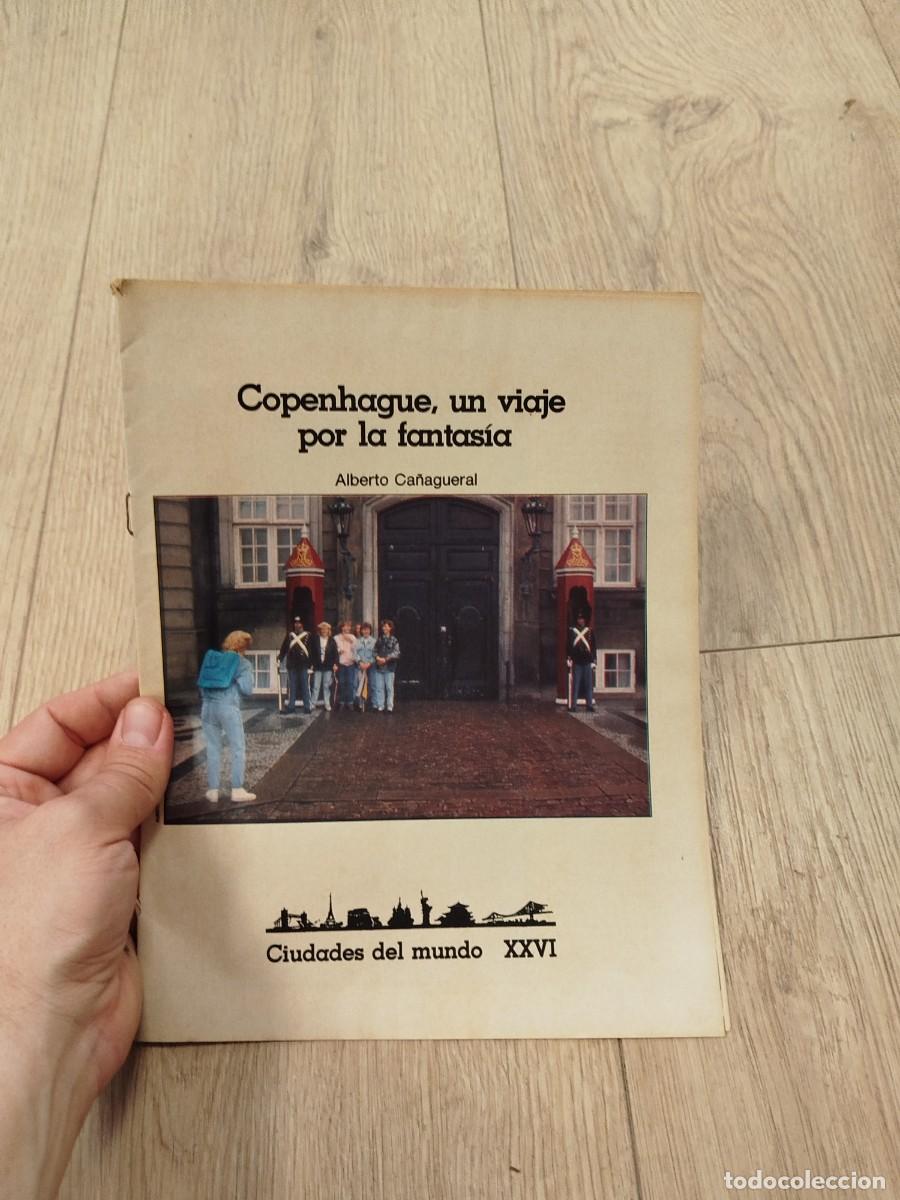 Copenhague, un viaje
por la fantasía
Alberto Cañagueral
Ciudades del mundo XXVI
todocoleccion